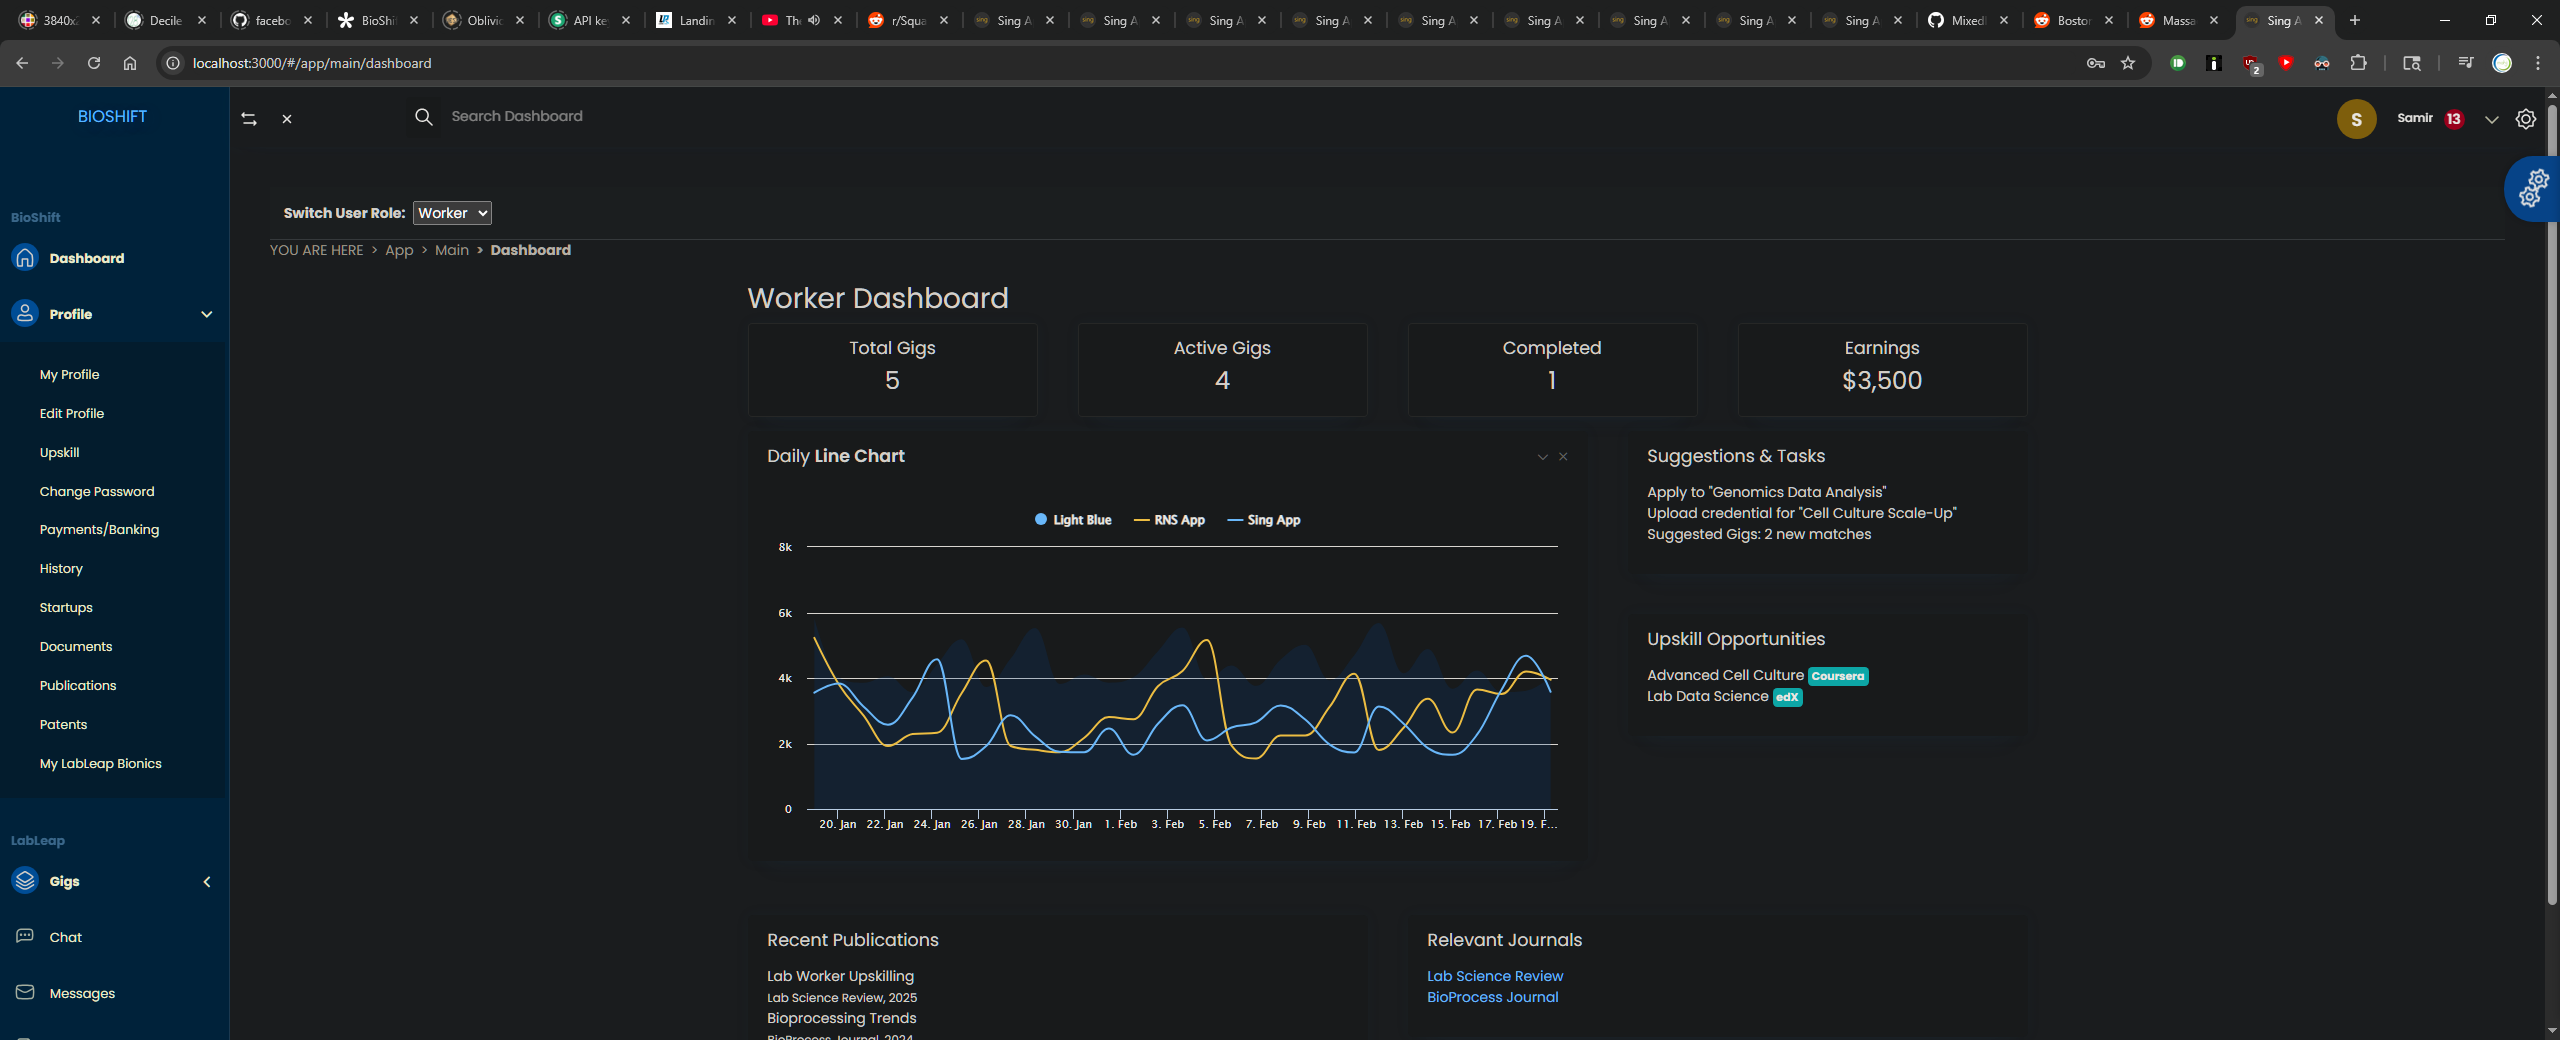 3840x2
Decile
facebo
BioShif
Oblivic
API key
Landin
The
r/Squa
Sing A
Sing A
Sing A
Sing A
Sing A
Sing A
Sing A
Sing A
Sing A
Mixed
Boston
Massa
Sing A
localhost:3000/#/app/main/dashboard
2
BIOSHIFT
Search Dashboard
S
Samir 13
Switch User Role: Worker
YOU ARE HERE > App > Main > Dashboard
BioShift
Dashboard
Profile
My Profile
Edit Profile
Upskill
Change Password
Payments/Banking
History
Startups
Documents
Publications
Patents
My LabLeap Bionics
LabLeap
Gigs
Chat
Messages
Worker Dashboard
Total Gigs
5
Active Gigs
4
Completed
1
Earnings
$3,500
Daily Line Chart
Light Blue RNS App Sing App
8k
6k
4k
2k
0
20. Jan 22. Jan 24. Jan 26. Jan 28. Jan 30. Jan 1. Feb 3. Feb 5. Feb 7. Feb 9. Feb 11. Feb 13. Feb 15. Feb 17. Feb 19. F...
Suggestions & Tasks
Apply to "Genomics Data Analysis"
Upload credential for "Cell Culture Scale-Up"
Suggested Gigs: 2 new matches
Upskill Opportunities
Advanced Cell Culture Coursera
Lab Data Science edX
Recent Publications
Lab Worker Upskilling
Lab Science Review, 2025
Bioprocessing Trends
BioProcess Journal, 2024
Relevant Journals
Lab Science Review
BioProcess Journal